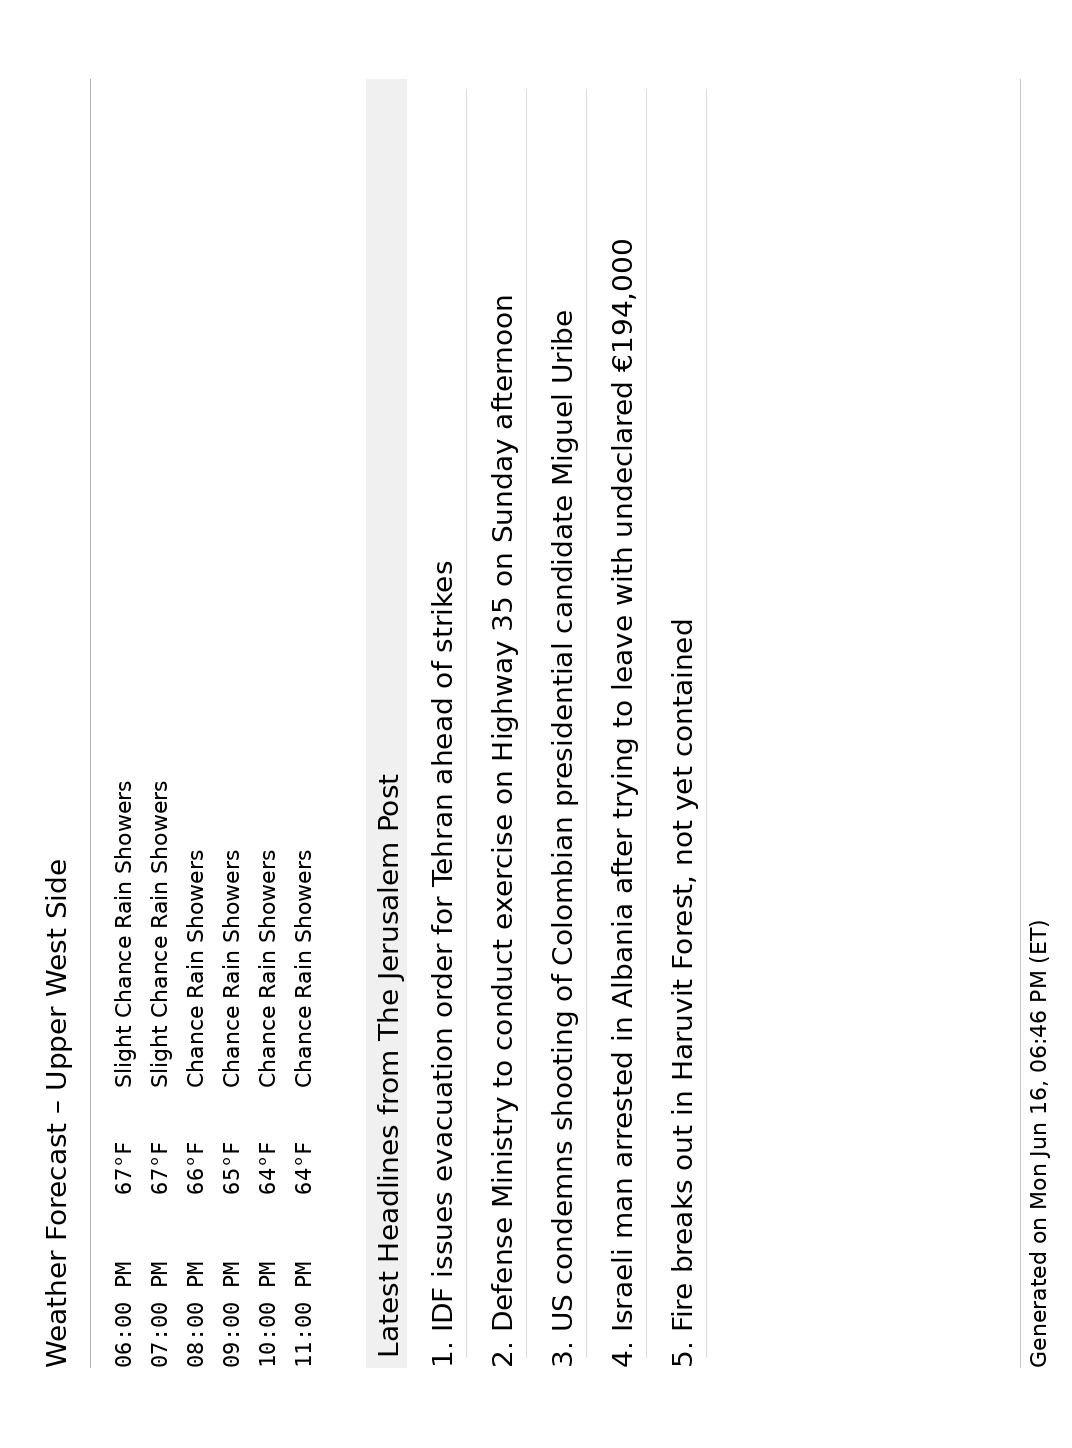 Weather Forecast – Upper West Side
06:00 PM 67°F Slight Chance Rain Showers
07:00 PM 67°F Slight Chance Rain Showers
08:00 PM 66°F Chance Rain Showers
09:00 PM 65°F Chance Rain Showers
10:00 PM 64°F Chance Rain Showers
11:00 PM 64°F Chance Rain Showers
Latest Headlines from The Jerusalem Post
1. IDF issues evacuation order for Tehran ahead of strikes
2. Defense Ministry to conduct exercise on Highway 35 on Sunday afternoon
3. US condemns shooting of Colombian presidential candidate Miguel Uribe
4. Israeli man arrested in Albania after trying to leave with undeclared €194,000
5. Fire breaks out in Haruvit Forest, not yet contained
Generated on Mon Jun 16, 06:46 PM (ET)